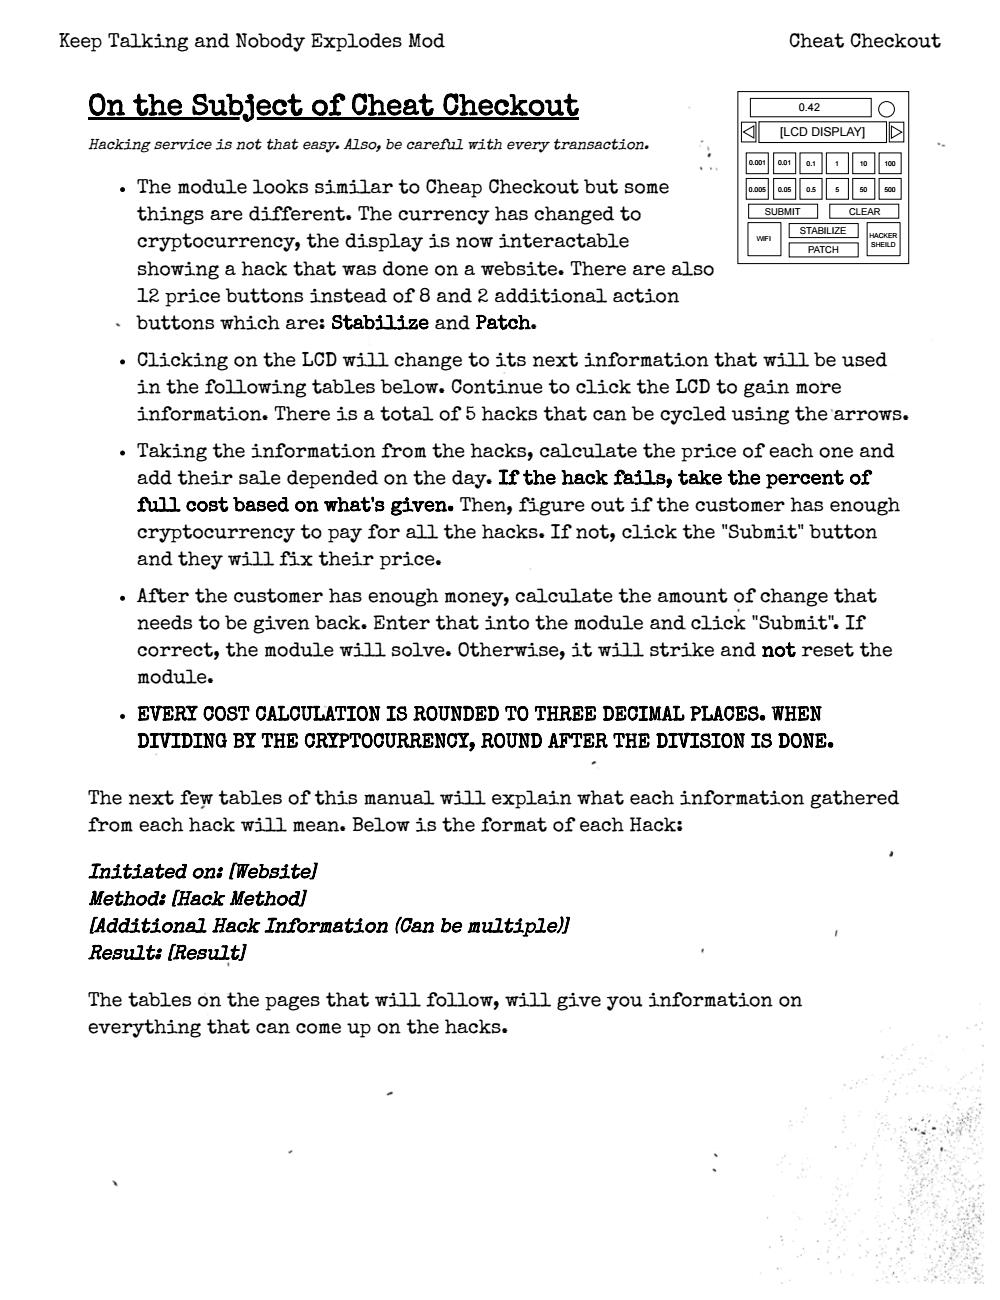 Keep Talking and Nobody Explodes Mod
Cheat Checkout
On the Subject of Cheat Checkout
Hacking service is not that easy. Also, be careful with every transaction.
0.42
[LCD DISPLAY]
0.001 0.01 0.1 1 10 100
0.005 0.05 0.5 5 50 500
SUBMIT CLEAR
WIFI STABILIZE HACKER
SHEILD
PATCH
• The module looks similar to Cheap Checkout but some
things are different. The currency has changed to
cryptocurrency, the display is now interactable
showing a hack that was done on a website. There are also
12 price buttons instead of 8 and 2 additional action
buttons which are: Stabilize and Patch.
• Clicking on the LCD will change to its next information that will be used
in the following tables below. Continue to click the LCD to gain more
information. There is a total of 5 hacks that can be cycled using the arrows.
• Taking the information from the hacks, calculate the price of each one and
add their sale depended on the day. If the hack fails, take the percent of
full cost based on what's given. Then, figure out if the customer has enough
cryptocurrency to pay for all the hacks. If not, click the "Submit" button
and they will fix their price.
• After the customer has enough money, calculate the amount of change that
needs to be given back. Enter that into the module and click "Submit". If
correct, the module will solve. Otherwise, it will strike and not reset the
module.
• EVERY COST CALCULATION IS ROUNDED TO THREE DECIMAL PLACES. WHEN
DIVIDING BY THE CRYPTOCURRENCY, ROUND AFTER THE DIVISION IS DONE.
The next few tables of this manual will explain what each information gathered
from each hack will mean. Below is the format of each Hack:
Initiated on: [Website]
Method: [Hack Method]
[Additional Hack Information (Can be multiple)]
Result: [Result]
The tables on the pages that will follow, will give you information on
everything that can come up on the hacks.